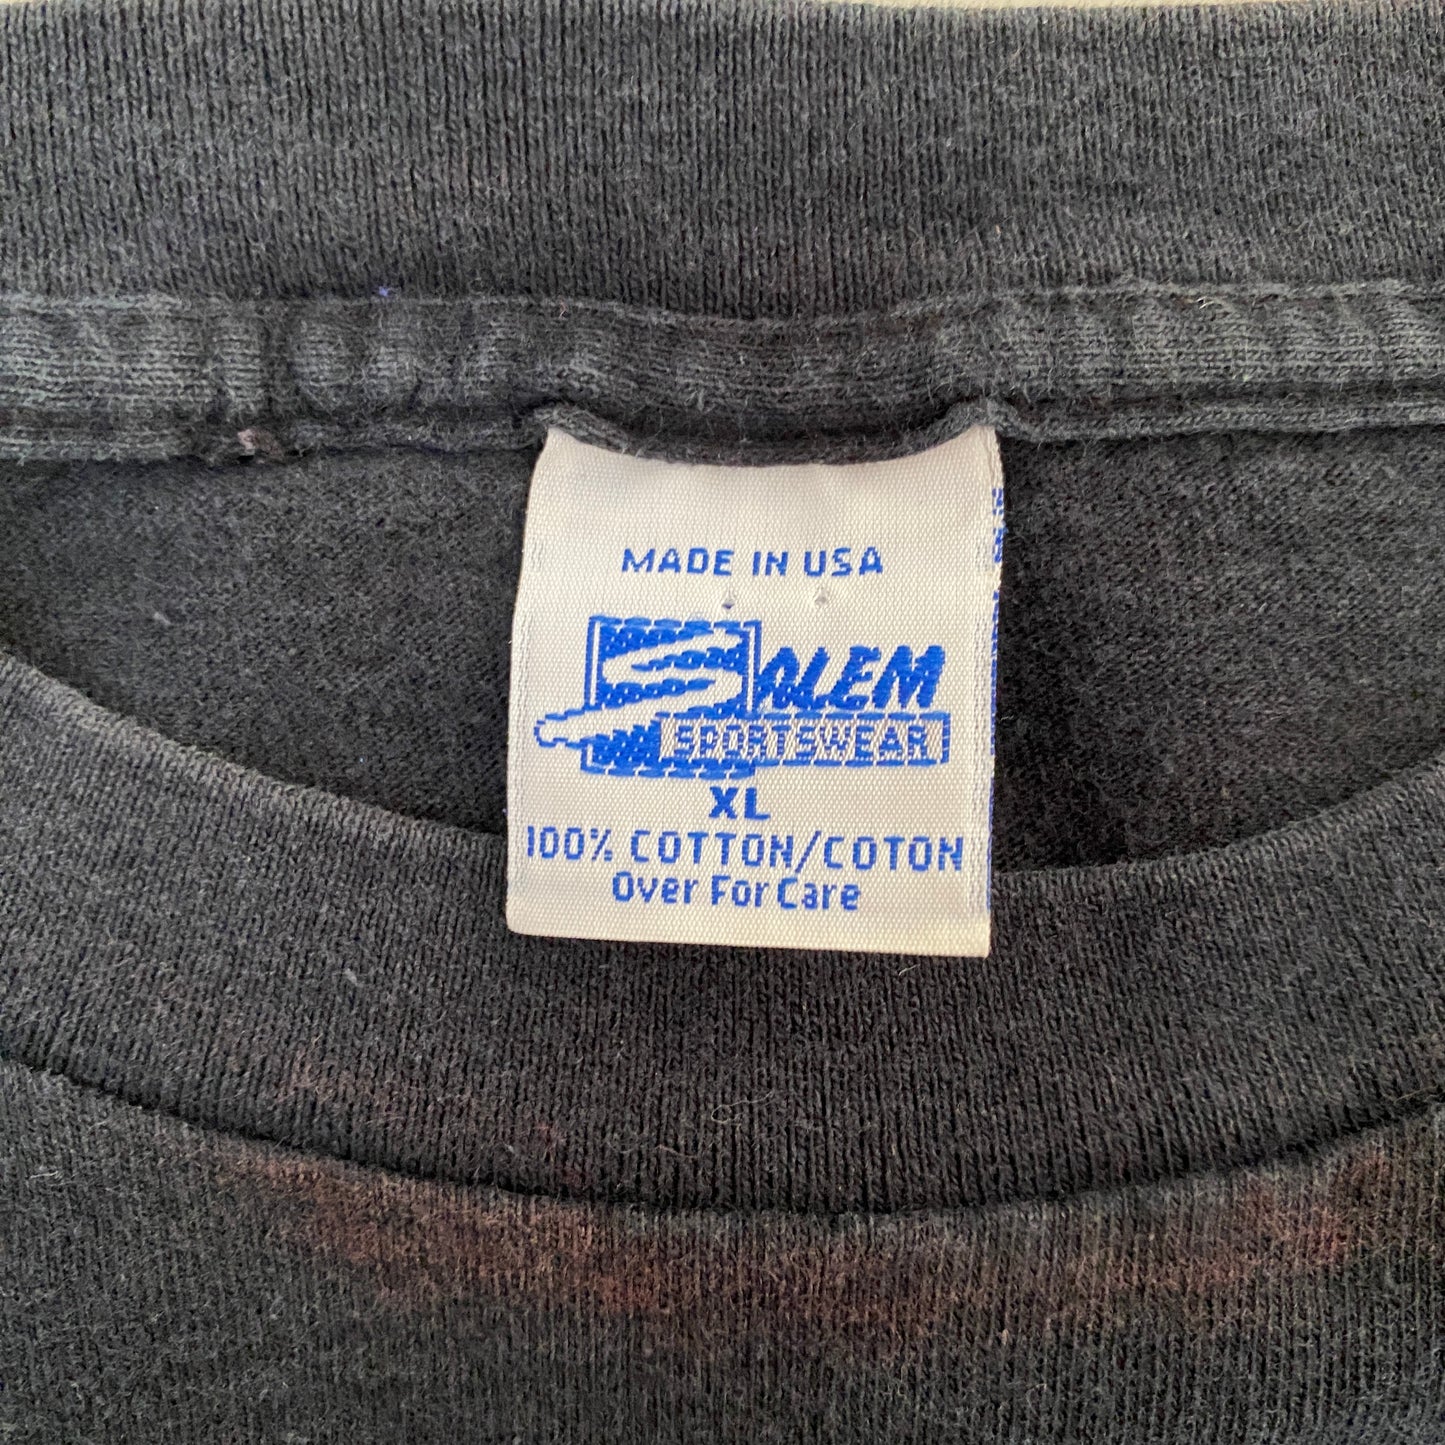 MADE IN USA
SALEM
SPORTSWEAR
XL
100% COTTON/COTON
Over For Care